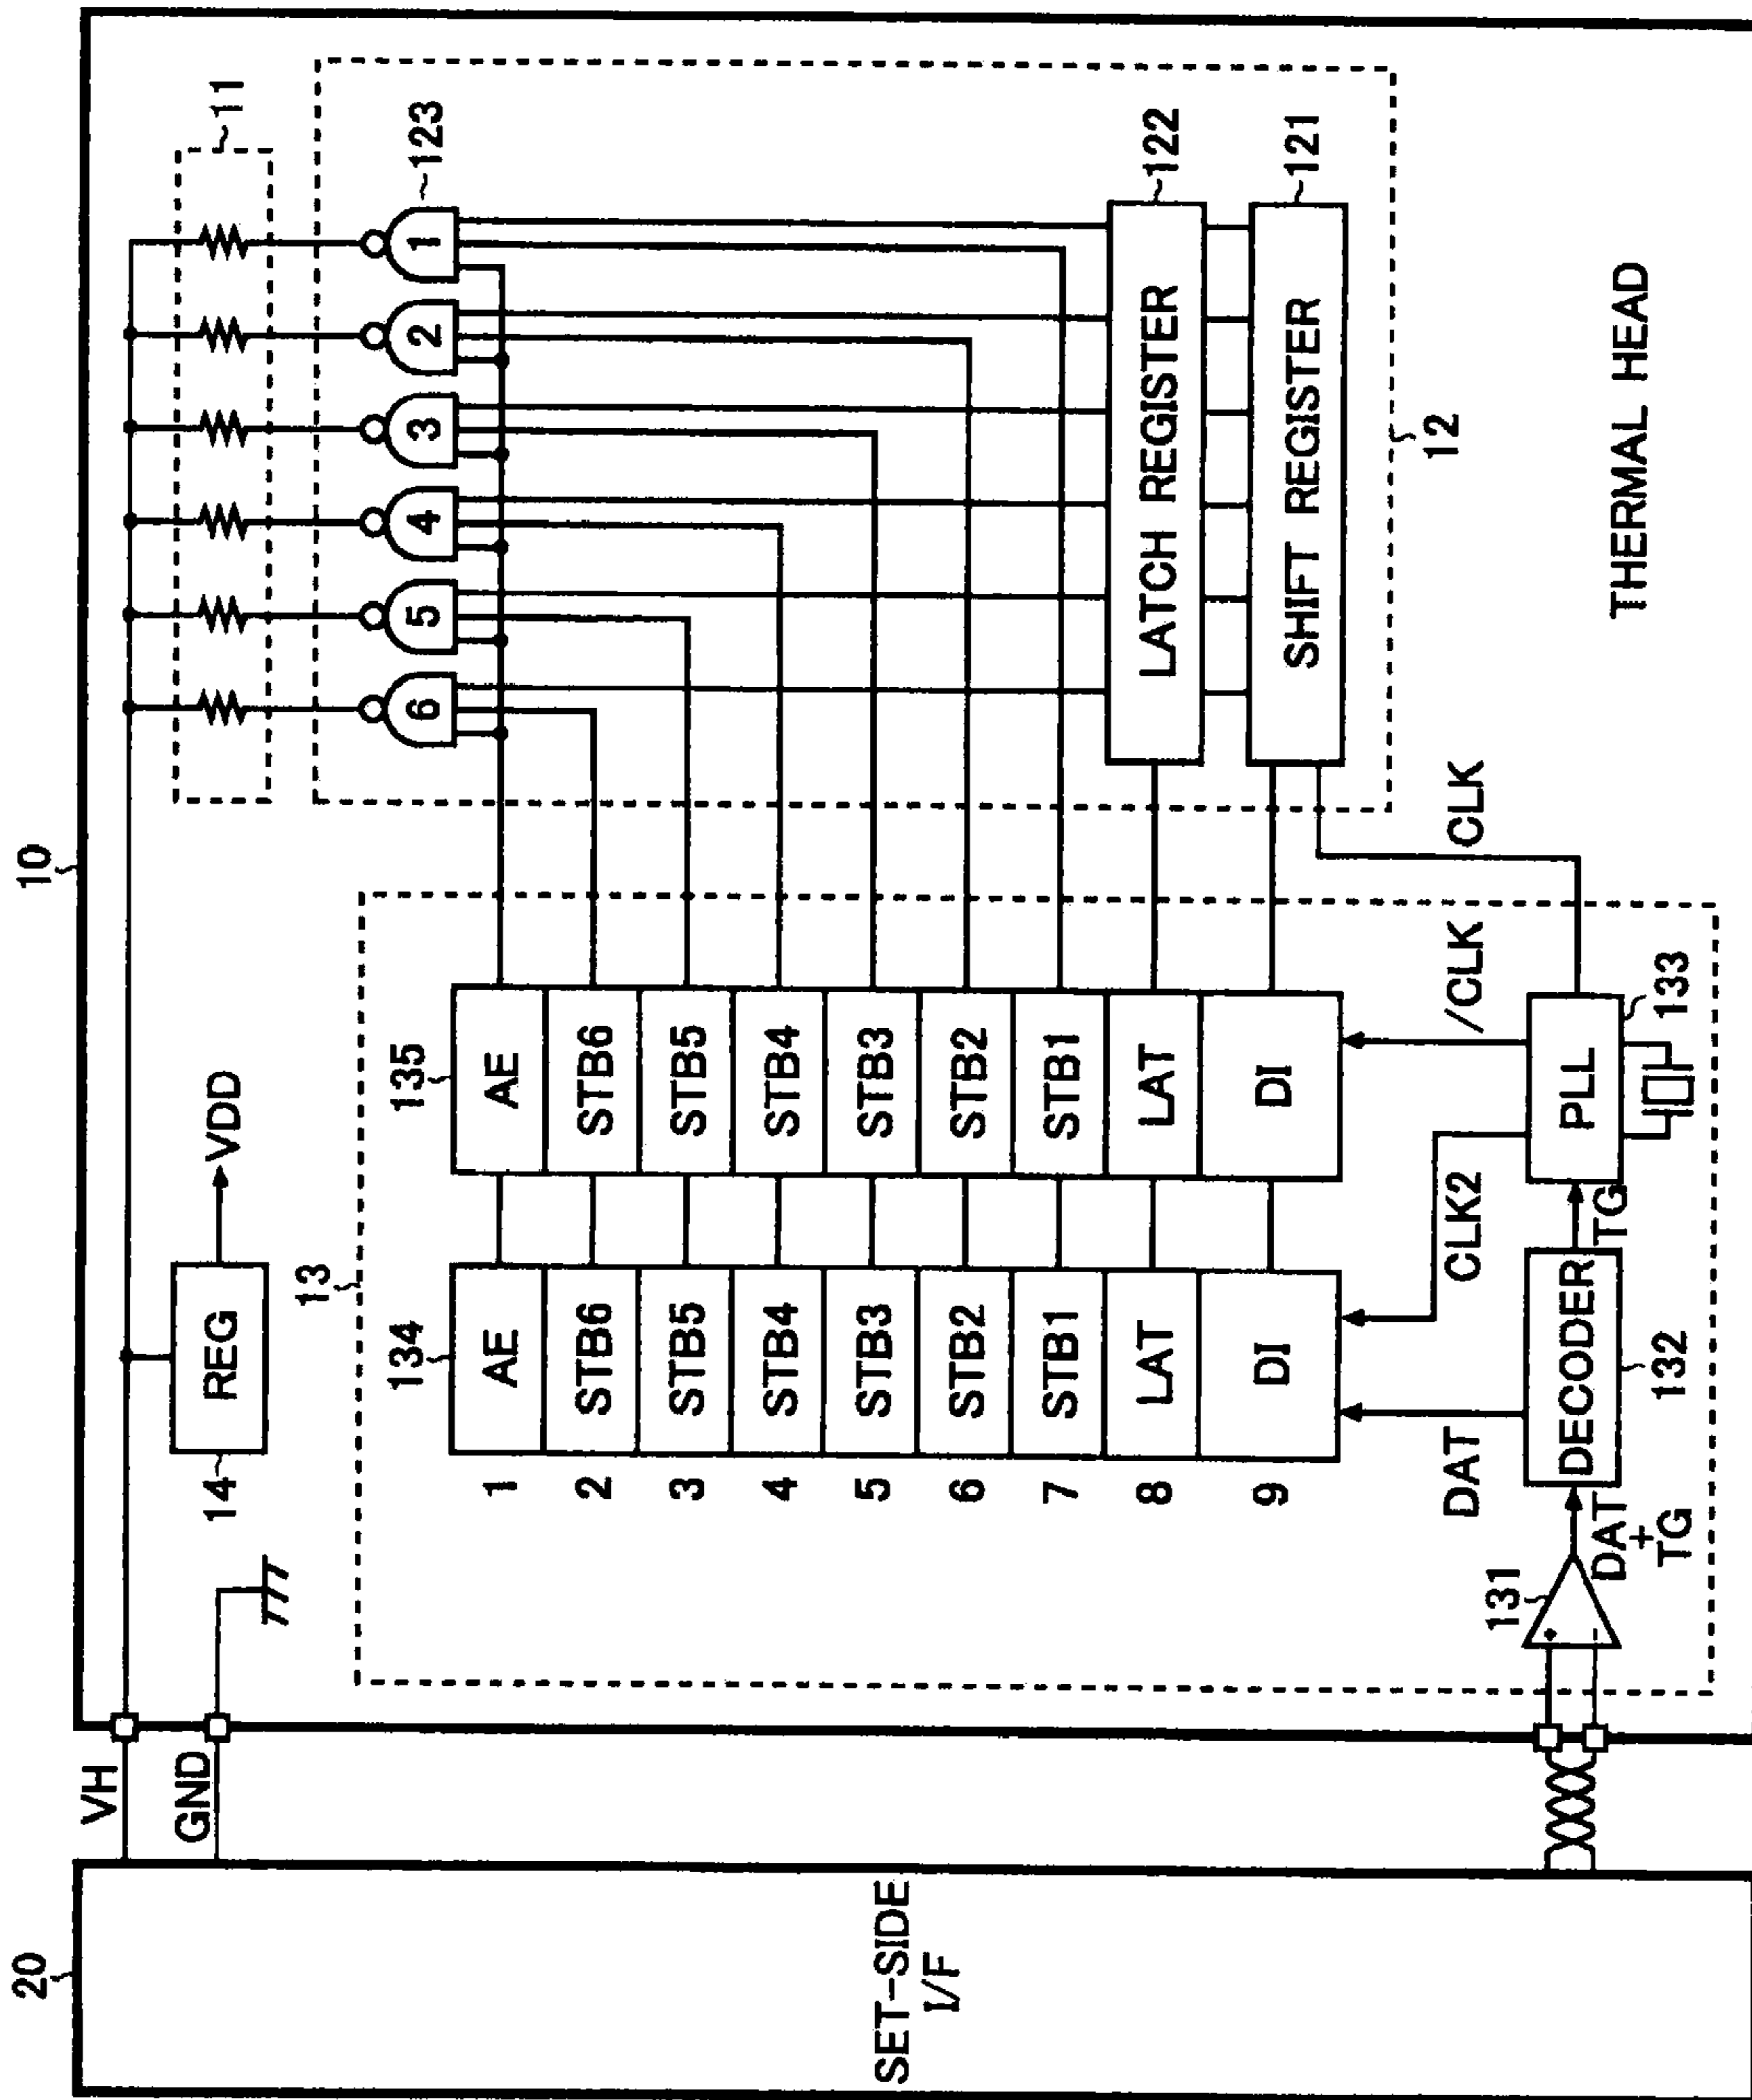 10
20
VH
GND
SET-SIDE
I/F
14
REG
VDD
11
13
134
135
123
1
AE
AE
2
STB6
STB6
3
STB5
STB5
4
STB4
STB4
5
STB3
STB3
6
STB2
STB2
7
STB1
STB1
8
LAT
LAT
9
DI
DI
6
5
4
3
2
1
LATCH REGISTER
122
SHIFT REGISTER
121
12
DAT
CLK2
/CLK
CLK
131
+
-
DAT
+
TG
DECODER
132
TG
PLL
133
THERMAL HEAD